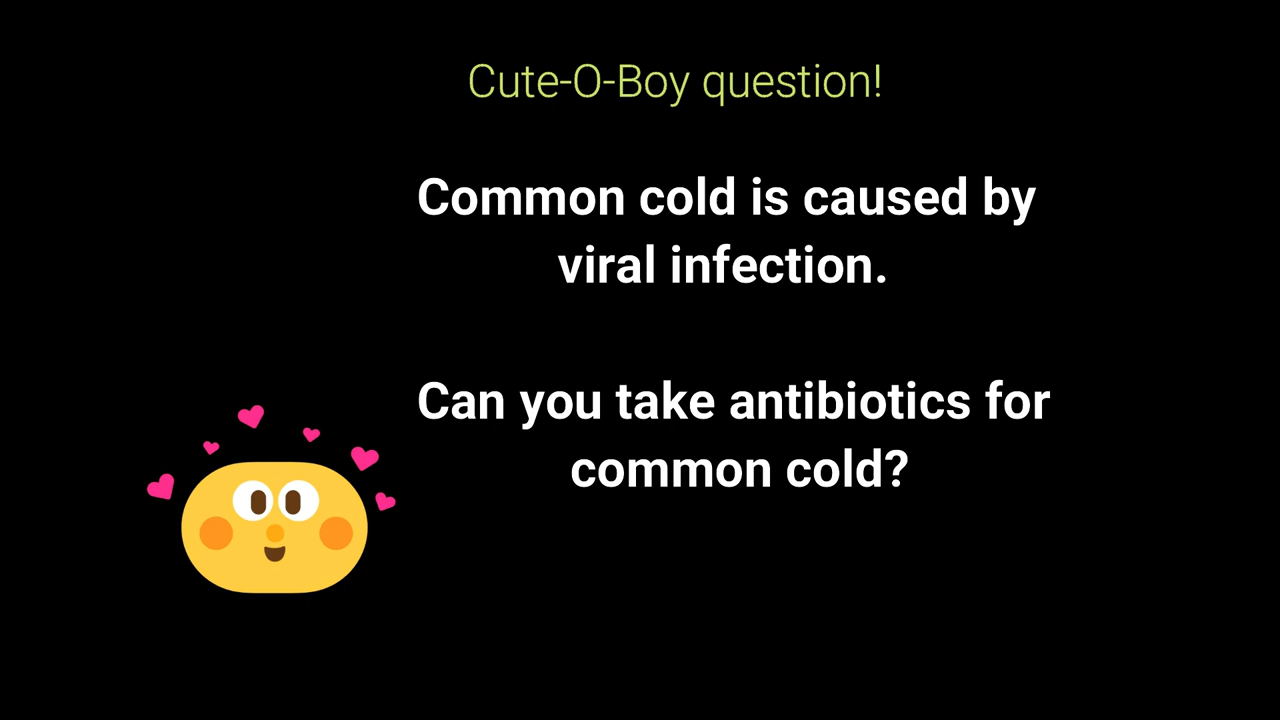 Cute-O-Boy question!
Common cold is caused by
viral infection.
Can you take antibiotics for
common cold?